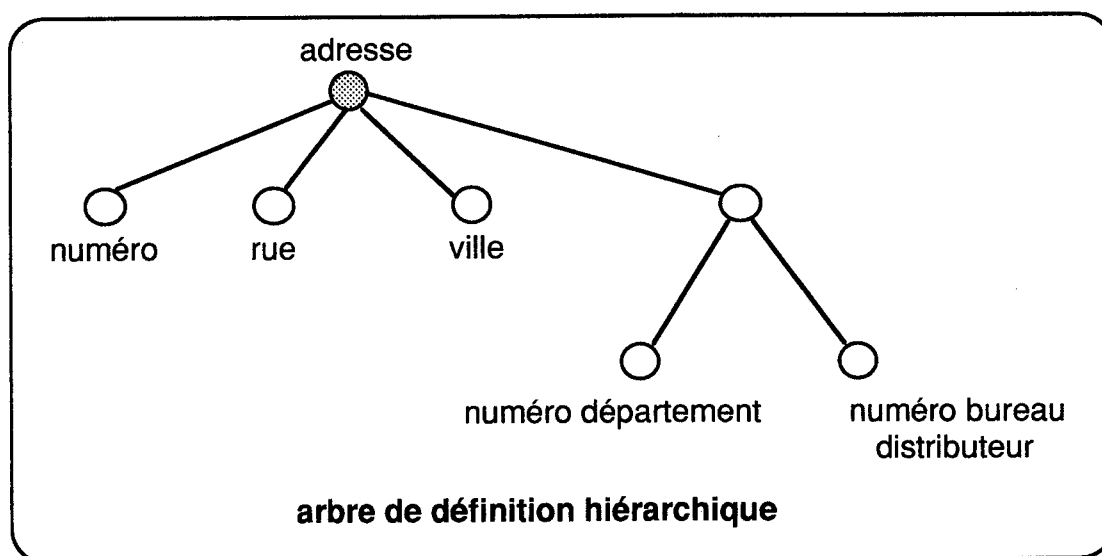 adresse
numéro
rue
ville
numéro département
numéro bureau
distributeur
arbre de définition hiérarchique